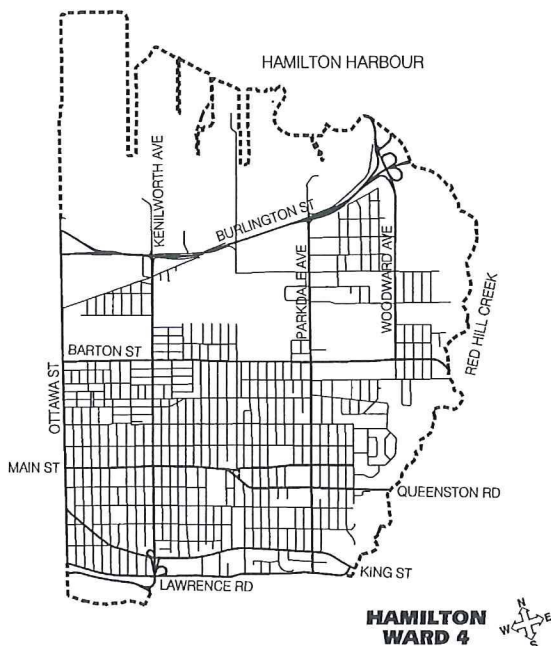 HAMILTON HARBOUR
KENILWORTH AVE
BURLINGTON ST
PARKDALE AVE
WOODWARD AVE
RED HILL CREEK
BARTON ST
OTTAWA ST
MAIN ST
QUEENSTON RD
KING ST
LAWRENCE RD
HAMILTON
WARD 4
N
W E
S